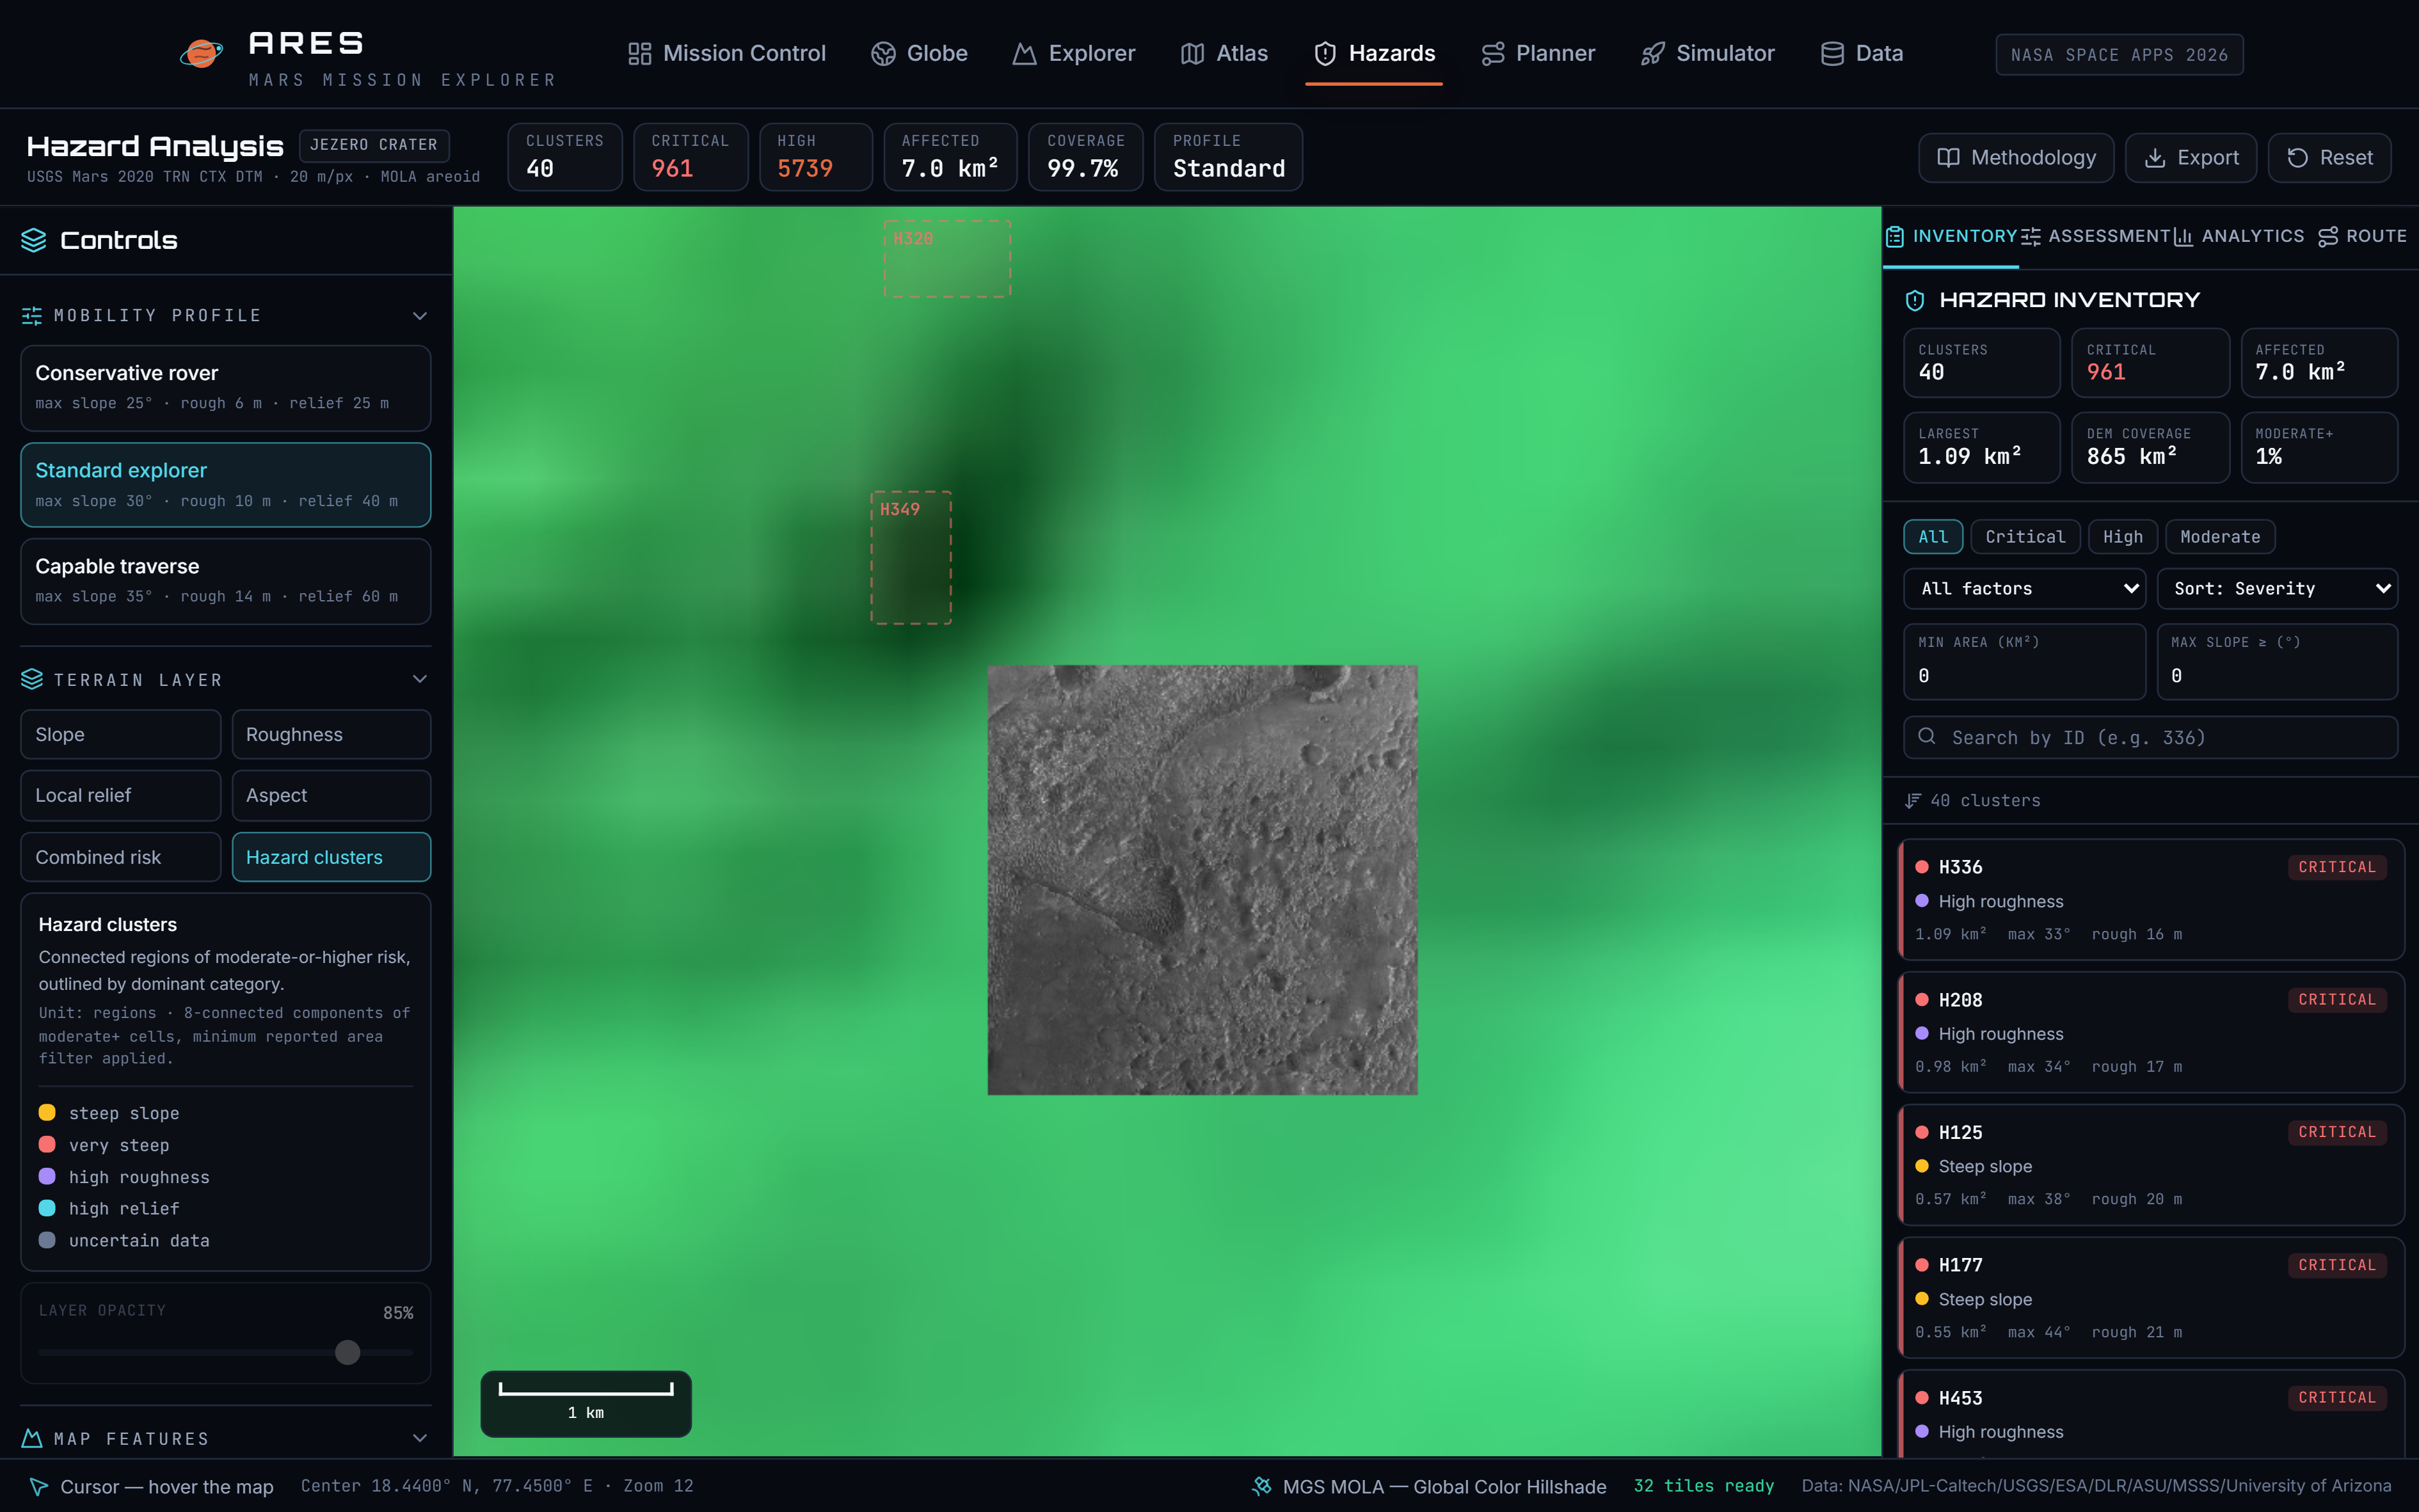 ARES
MARS MISSION EXPLORER
Mission Control
Globe
Explorer
Atlas
Hazards
Planner
Simulator
Data
NASA SPACE APPS 2026
Hazard Analysis
JEZERO CRATER
USGS Mars 2020 TRN CTX DTM · 20 m/px · MOLA areoid
CLUSTERS
40
CRITICAL
961
HIGH
5739
AFFECTED
7.0 km²
COVERAGE
99.7%
PROFILE
Standard
Methodology
Export
Reset
Controls
MOBILITY PROFILE
Conservative rover
max slope 25° · rough 6 m · relief 25 m
Standard explorer
max slope 30° · rough 10 m · relief 40 m
Capable traverse
max slope 35° · rough 14 m · relief 60 m
TERRAIN LAYER
Slope
Roughness
Local relief
Aspect
Combined risk
Hazard clusters
Hazard clusters
Connected regions of moderate-or-higher risk,
outlined by dominant category.
Unit: regions · 8-connected components of
moderate+ cells, minimum reported area
filter applied.
steep slope
very steep
high roughness
high relief
uncertain data
LAYER OPACITY
85%
MAP FEATURES
H320
H349
1 km
INVENTORY
ASSESSMENT
ANALYTICS
ROUTE
HAZARD INVENTORY
CLUSTERS
40
CRITICAL
961
AFFECTED
7.0 km²
LARGEST
1.09 km²
DEM COVERAGE
865 km²
MODERATE+
1%
All
Critical
High
Moderate
All factors
Sort: Severity
MIN AREA (KM²)
0
MAX SLOPE ≥ (°)
0
Search by ID (e.g. 336)
40 clusters
H336
CRITICAL
High roughness
1.09 km² max 33° rough 16 m
H208
CRITICAL
High roughness
0.98 km² max 34° rough 17 m
H125
CRITICAL
Steep slope
0.57 km² max 38° rough 20 m
H177
CRITICAL
Steep slope
0.55 km² max 44° rough 21 m
H453
CRITICAL
High roughness
Cursor — hover the map
Center 18.4400° N, 77.4500° E · Zoom 12
MGS MOLA — Global Color Hillshade
32 tiles ready
Data: NASA/JPL-Caltech/USGS/ESA/DLR/ASU/MSSS/University of Arizona